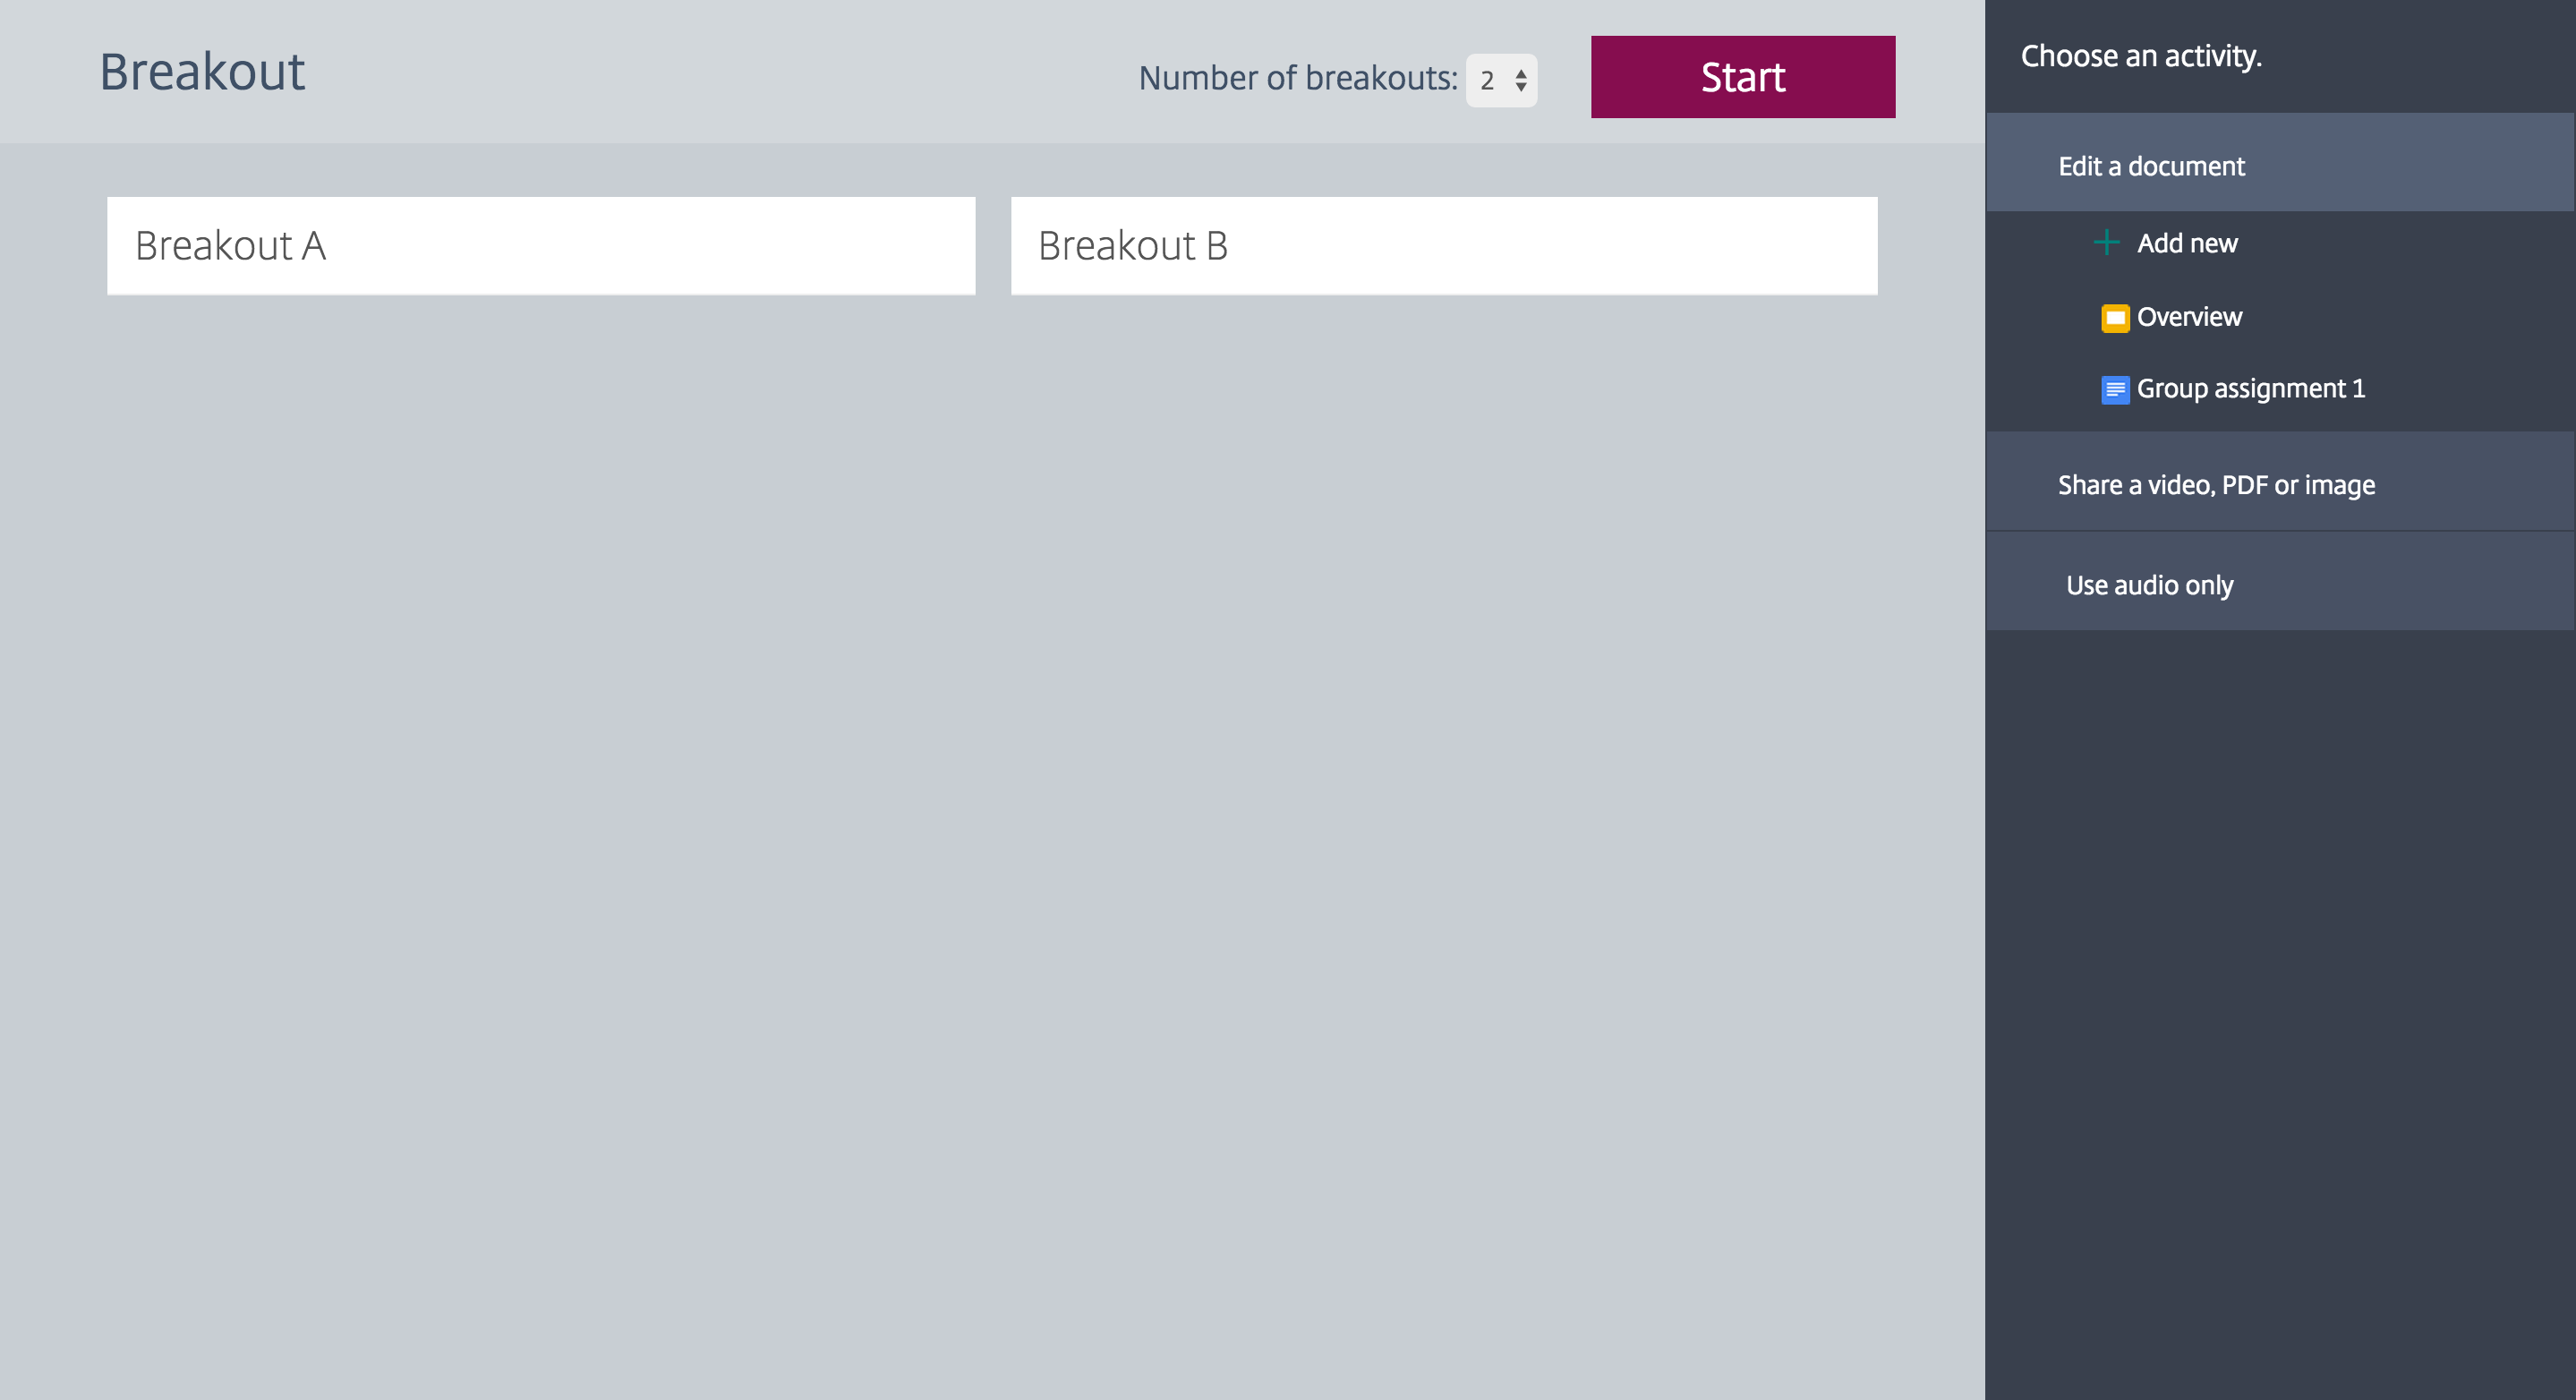 Breakout
Number of breakouts: 2
Start
Breakout A
Breakout B
Choose an activity.
Edit a document
Add new
Overview
Group assignment 1
Share a video, PDF or image
Use audio only